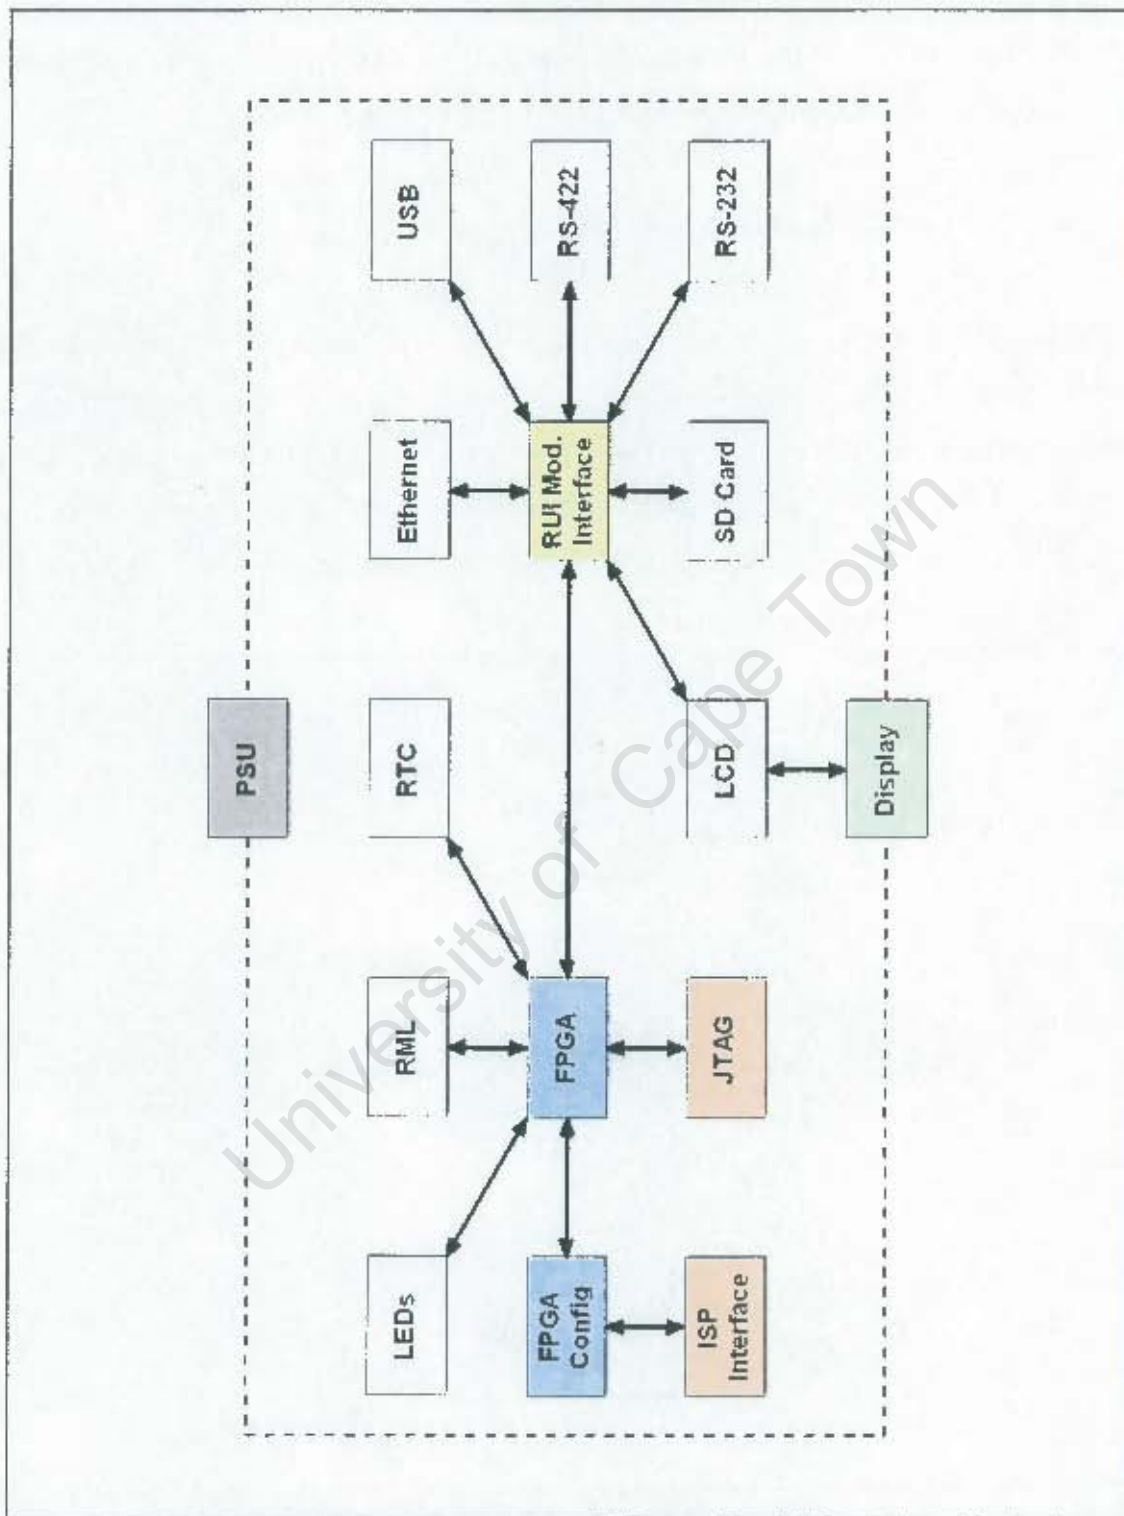 PSU
LEDs
RML
RTC
Ethernet
USB
FPGA
Config
FPGA
RUI Mod.
Interface
RS-422
ISP
Interface
JTAG
LCD
SD Card
RS-232
Display
University of Cape Town